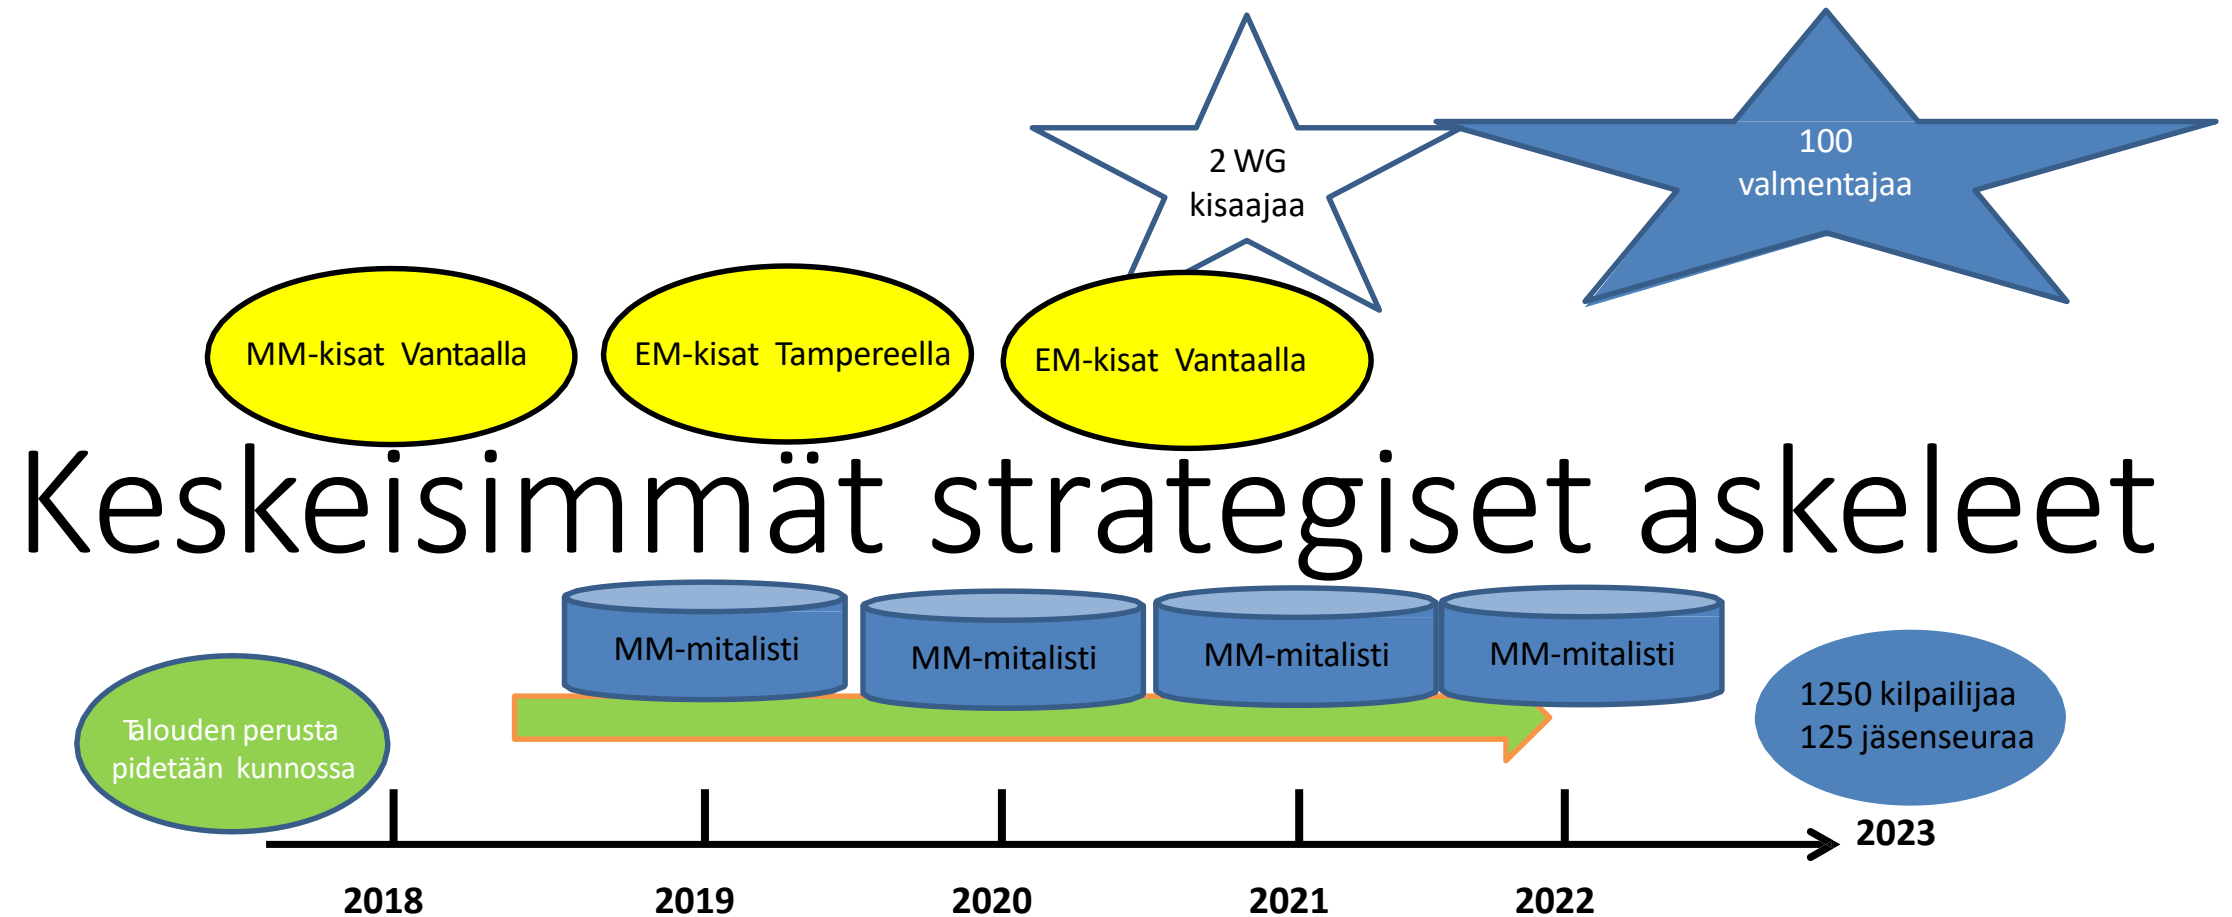 2 WG
kisaajaa
100
valmentajaa
MM-kisat Vantaalla
EM-kisat Tampereella
EM-kisat Vantaalla
Keskeisimmät strategiset askeleet
MM-mitalisti
MM-mitalisti
MM-mitalisti
MM-mitalisti
Talouden perusta
pidetään kunnossa
1250 kilpailijaa
125 jäsenseuraa
2023
2018
2019
2020
2021
2022